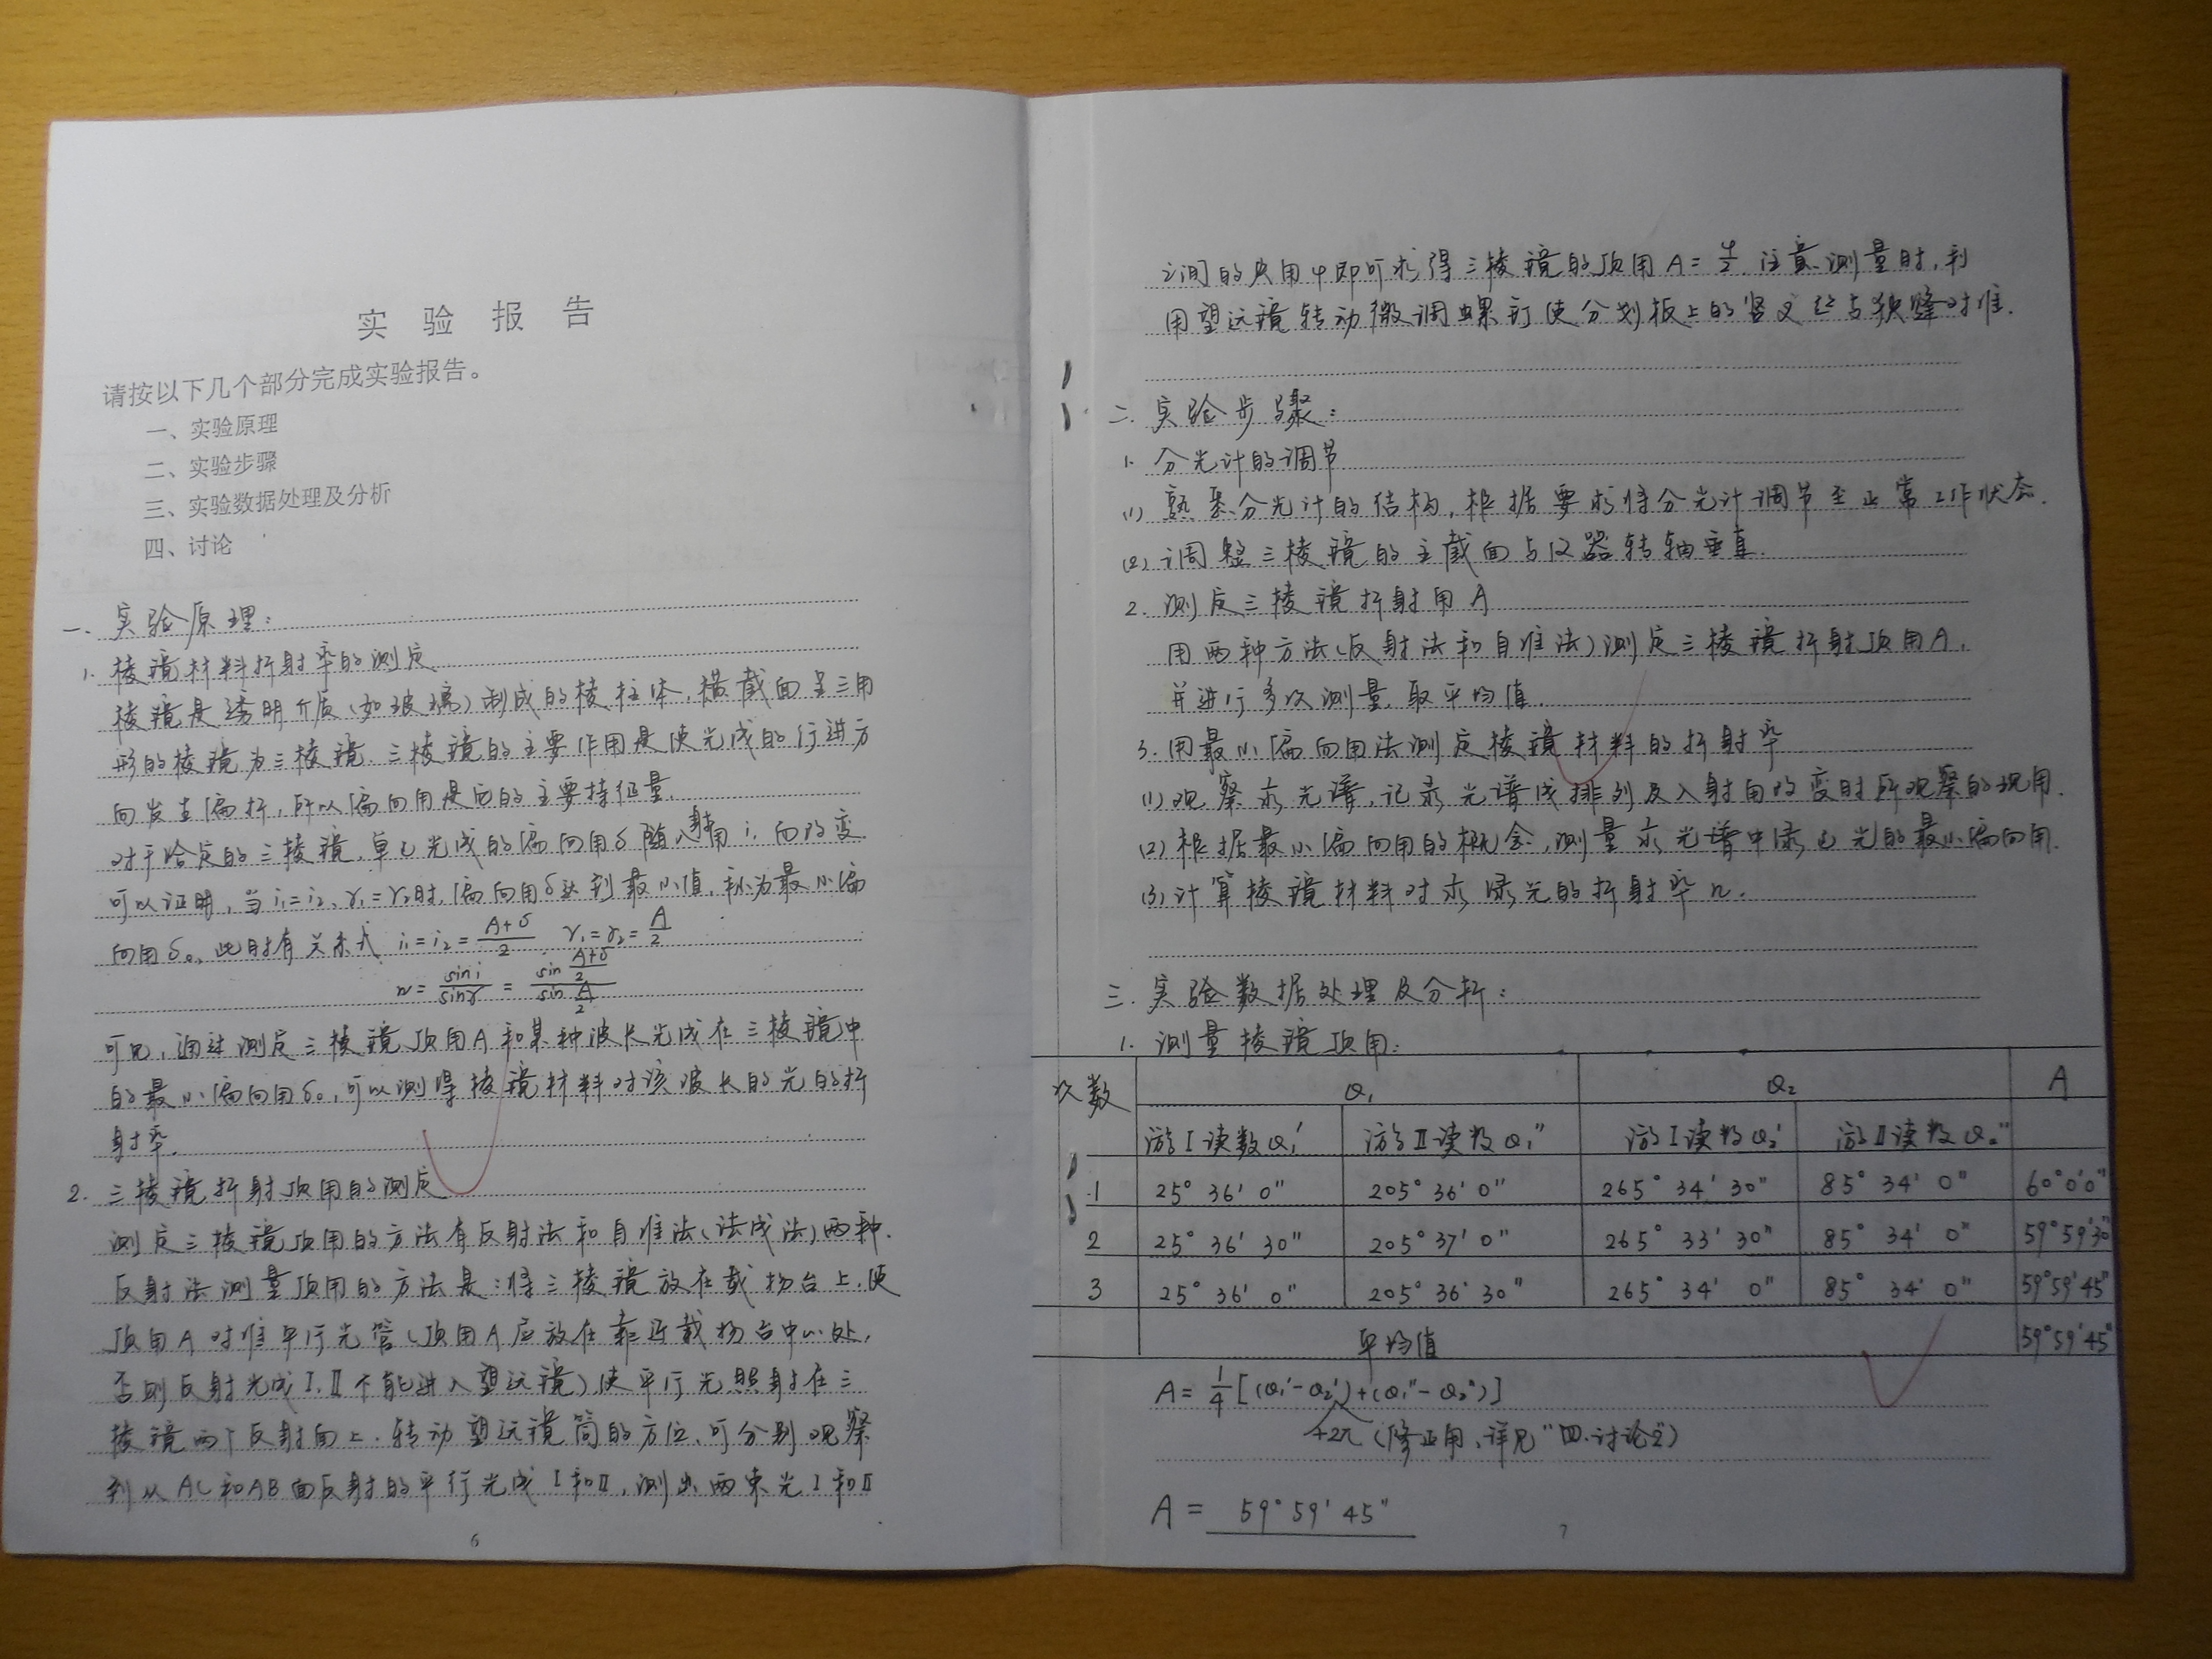 实 验 报 告
请按以下几个部分完成实验报告。
一、实验原理
二、实验步骤
三、实验数据处理及分析
四、讨论
一. 实验原理:
1. 棱镜材料折射率的测定
棱镜是透明介质(如玻璃)制成的棱柱体,横截面呈三角
形的棱镜为三棱镜.三棱镜的主要作用是使光线的行进方
向发生偏折,所以偏向角是它的主要特征量.
对于给定的三棱镜,单色光线的偏向角δ随入射角i₁而改变.
可以证明,当i₁=i₂、γ₁=γ₂时,偏向角δ达到最小值,称为最小偏
向角δ₀.此时有关系式 i₁=i₂=(A+δ)/2 γ₁=γ₂=A/2
n = sin i/sin γ = sin((A+δ)/2)/sin(A/2)
可见,通过测定三棱镜顶角A和某种波长光线在三棱镜中
的最小偏向角δ₀,可以测得棱镜材料对该波长的光的折
射率.
2. 三棱镜折射顶角的测定
测定三棱镜顶角的方法有反射法和自准法(法线法)两种.
反射法测量顶角的方法是:将三棱镜放在载物台上,使
顶角A对准平行光管(顶角A应放在靠近载物台中心处,
否则反射光线Ⅰ、Ⅱ不能进入望远镜)使平行光照射在三
棱镜两个反射面上.转动望远镜筒的方位,可分别观察
到从AC和AB面反射的平行光线Ⅰ和Ⅱ,测出两束光Ⅰ和Ⅱ
6
之间的夹角φ即可求得三棱镜的顶角A=φ/2.注意测量时,利
用望远镜转动微调螺钉使分划板上的竖叉丝与狭缝对准.
二. 实验步骤:
1. 分光计的调节
(1) 熟悉分光计的结构,根据要求将分光计调节至正常工作状态.
(2) 调整三棱镜的主截面与仪器转轴垂直.
2. 测定三棱镜折射角A
用两种方法(反射法和自准法)测定三棱镜折射顶角A,
并进行多次测量,取平均值.
3. 用最小偏向角法测定棱镜材料的折射率
(1) 观察汞光谱,记录光谱线排列及入射角改变时所观察的现象.
(2) 根据最小偏向角的概念,测量汞光谱中绿色光的最小偏向角.
(3) 计算棱镜材料对汞绿光的折射率n.
三. 实验数据处理及分析:
1. 测量棱镜顶角:
次数 θ₁ θ₂ A
游Ⅰ读数θ₁' 游Ⅱ读数θ₁" 游Ⅰ读数θ₂' 游Ⅱ读数θ₂"
1 25° 36' 0" 205° 36' 0" 265° 34' 30" 85° 34' 0" 60°0'0"
2 25° 36' 30" 205° 37' 0" 265° 33' 30" 85° 34' 0" 59°59'30"
3 25° 36' 0" 205° 36' 30" 265° 34' 0" 85° 34' 0" 59°59'45"
平均值 59°59'45"
A = 1/4[(θ₁'-θ₂')+(θ₁"-θ₂")]
+2π(修正用,详见"四.讨论2")
A = 59°59'45"
7